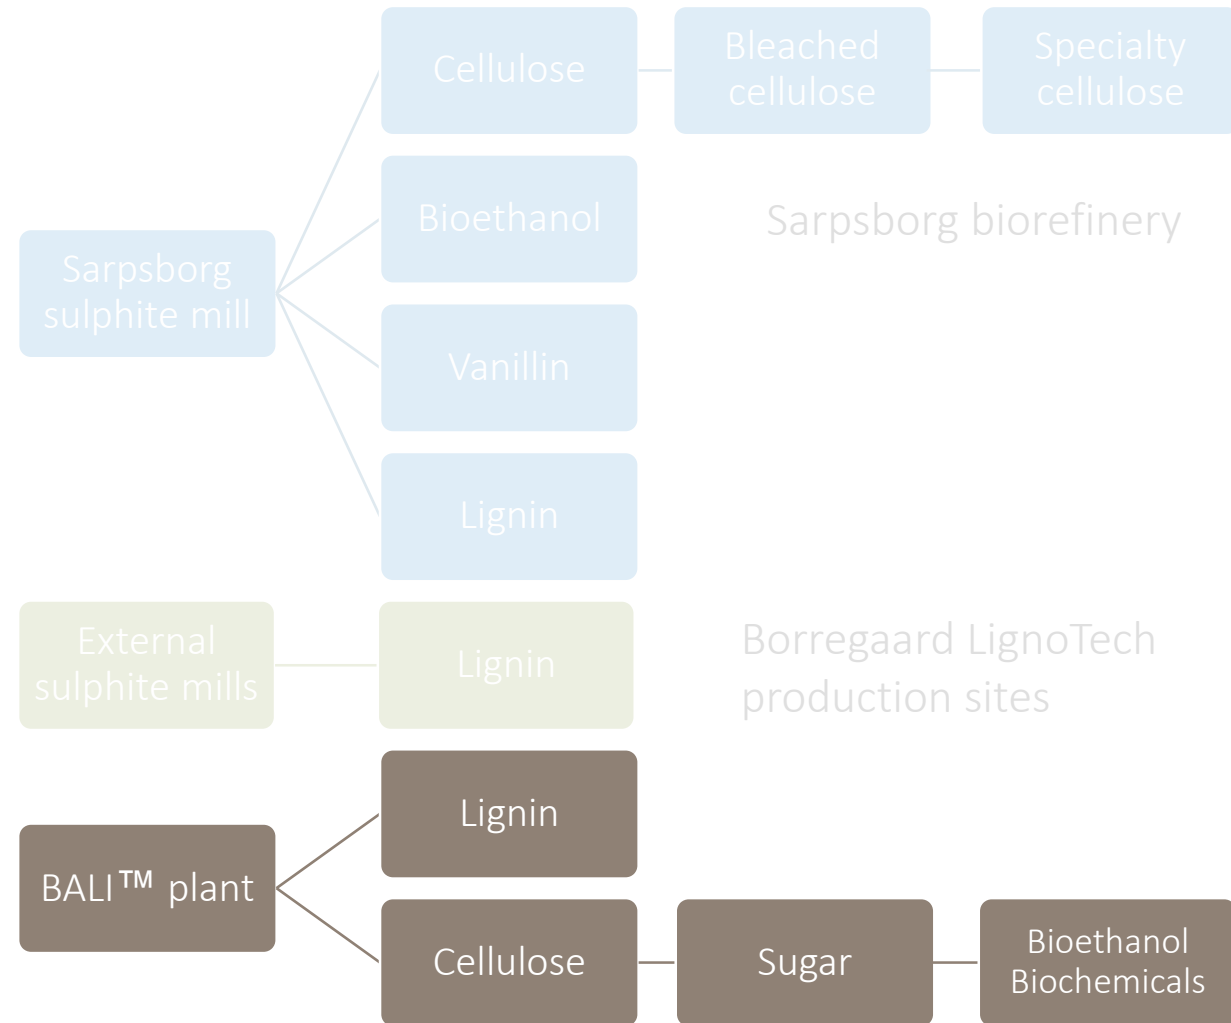 Cellulose
Bleached
cellulose
Specialty
cellulose
Bioethanol
Sarpsborg biorefinery
Sarpsborg
sulphite mill
Vanillin
Lignin
External
sulphite mills
Lignin
Borregaard LignoTech
production sites
Lignin
BALI™ plant
Cellulose
Sugar
Bioethanol
Biochemicals